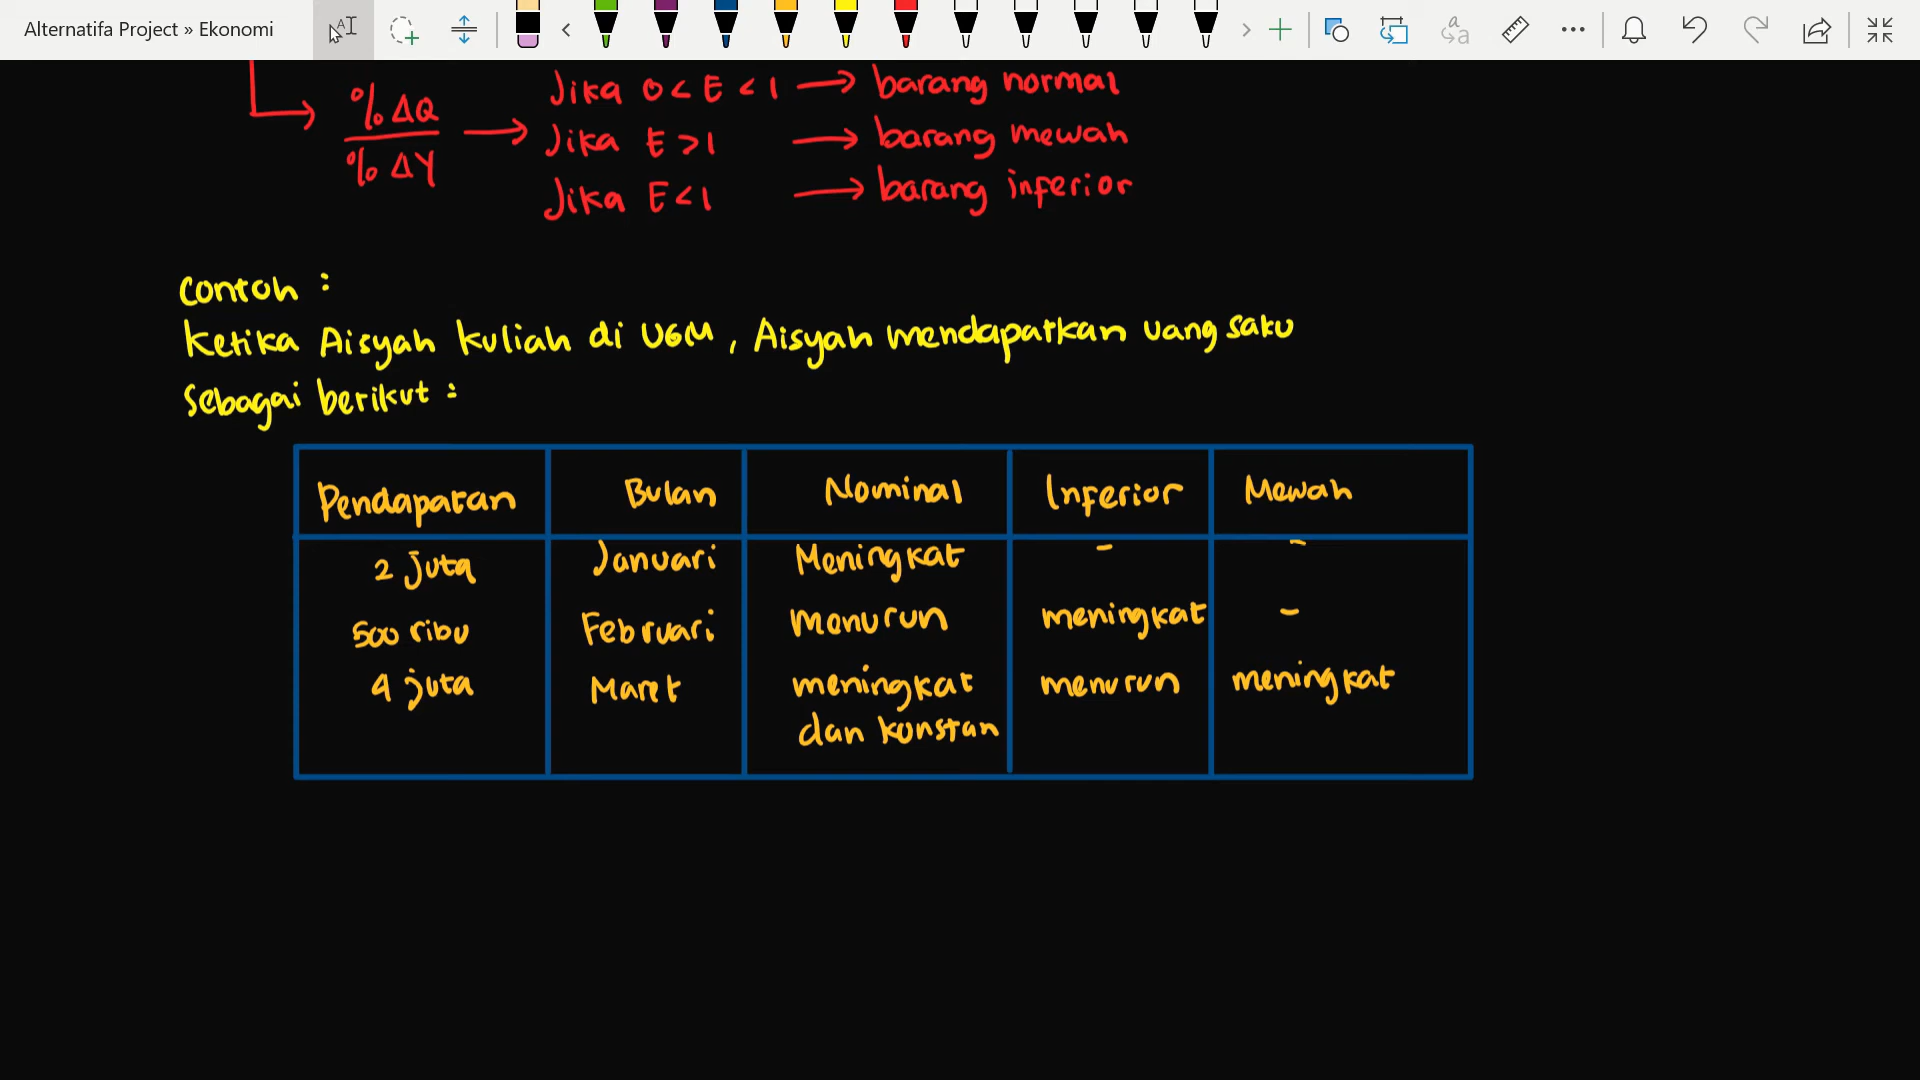 Alternatifa Project » Ekonomi
%ΔQ
%ΔY
Jika 0 < E < 1 → barang normal
Jika E > 1 → barang mewah
Jika E < 1 → barang inferior
Contoh :
Ketika Aisyah kuliah di UGM, Aisyah mendapatkan uang saku
sebagai berikut :
Pendapatan Bulan Nominal Inferior Mewah
2 juta Januari Meningkat - -
500 ribu Februari menurun meningkat -
4 juta Maret meningkat menurun meningkat
dan konstan